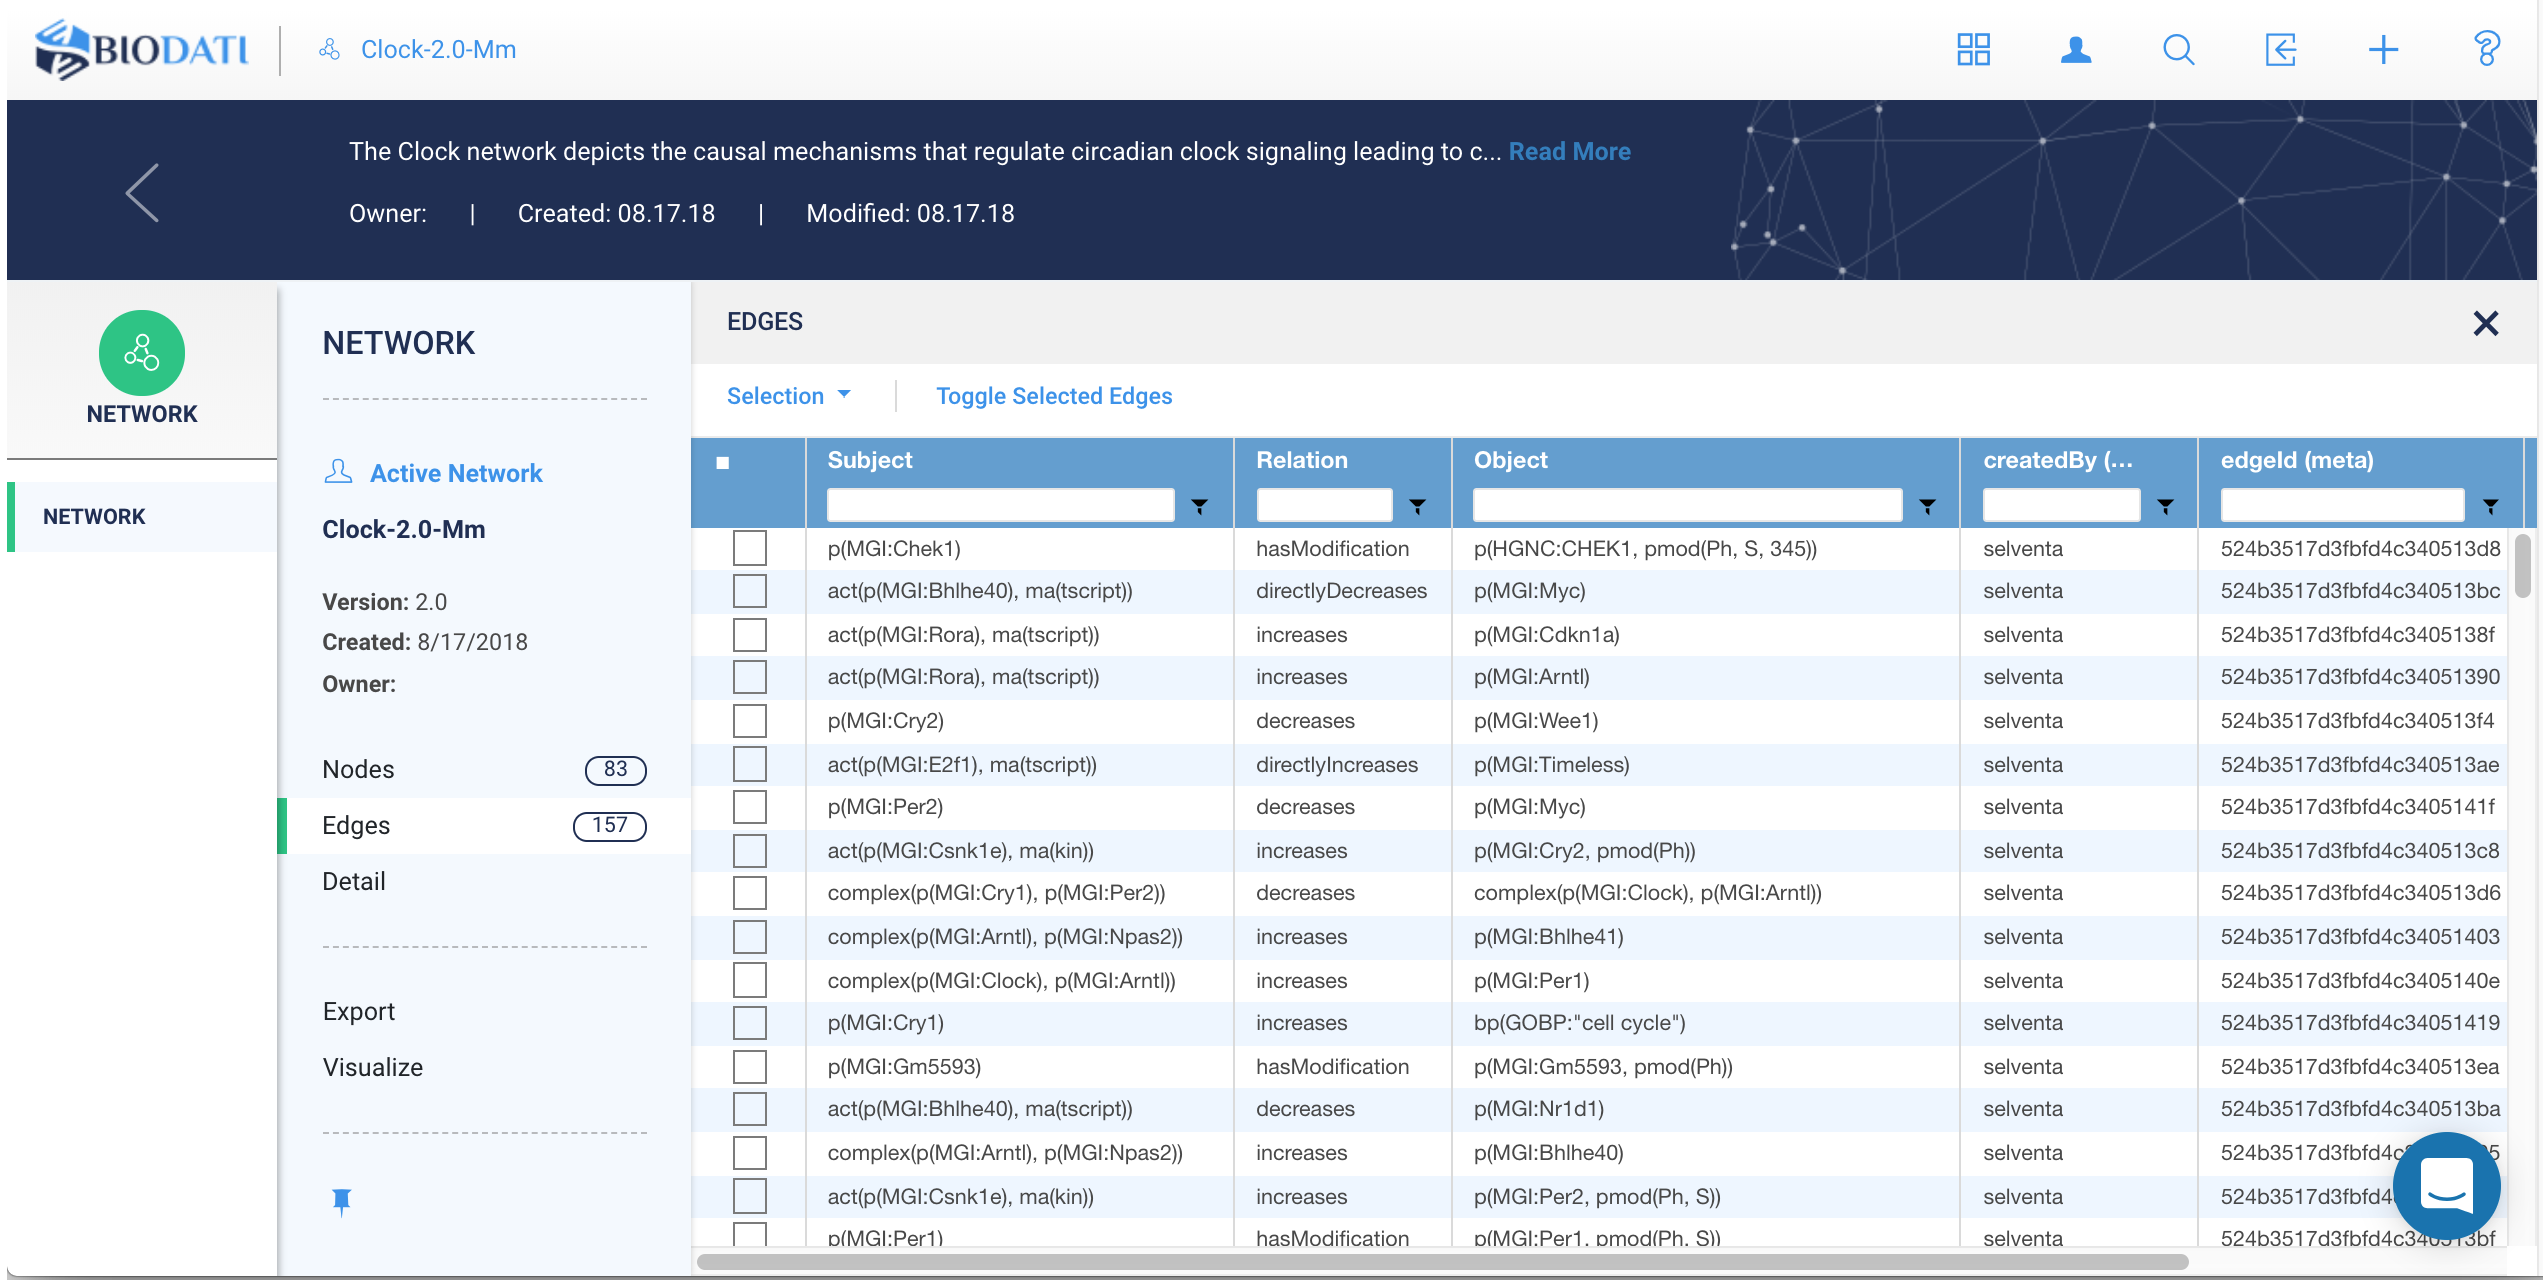 BIODATI
Clock-2.0-Mm
The Clock network depicts the causal mechanisms that regulate circadian clock signaling leading to c... Read More
Owner: | Created: 08.17.18 | Modified: 08.17.18
NETWORK
NETWORK
NETWORK
Active Network
Clock-2.0-Mm
Version: 2.0
Created: 8/17/2018
Owner:
Nodes 83
Edges 157
Detail
Export
Visualize
EDGES
Selection | Toggle Selected Edges
Subject Relation Object createdBy (... edgeId (meta)
p(MGI:Chek1) hasModification p(HGNC:CHEK1, pmod(Ph, S, 345)) selventa 524b3517d3fbfd4c340513d8
act(p(MGI:Bhlhe40), ma(tscript)) directlyDecreases p(MGI:Myc) selventa 524b3517d3fbfd4c340513bc
act(p(MGI:Rora), ma(tscript)) increases p(MGI:Cdkn1a) selventa 524b3517d3fbfd4c3405138f
act(p(MGI:Rora), ma(tscript)) increases p(MGI:Arntl) selventa 524b3517d3fbfd4c34051390
p(MGI:Cry2) decreases p(MGI:Wee1) selventa 524b3517d3fbfd4c340513f4
act(p(MGI:E2f1), ma(tscript)) directlyIncreases p(MGI:Timeless) selventa 524b3517d3fbfd4c340513ae
p(MGI:Per2) decreases p(MGI:Myc) selventa 524b3517d3fbfd4c3405141f
act(p(MGI:Csnk1e), ma(kin)) increases p(MGI:Cry2, pmod(Ph)) selventa 524b3517d3fbfd4c340513c8
complex(p(MGI:Cry1), p(MGI:Per2)) decreases complex(p(MGI:Clock), p(MGI:Arntl)) selventa 524b3517d3fbfd4c340513d6
complex(p(MGI:Arntl), p(MGI:Npas2)) increases p(MGI:Bhlhe41) selventa 524b3517d3fbfd4c34051403
complex(p(MGI:Clock), p(MGI:Arntl)) increases p(MGI:Per1) selventa 524b3517d3fbfd4c3405140e
p(MGI:Cry1) increases bp(GOBP:"cell cycle") selventa 524b3517d3fbfd4c34051419
p(MGI:Gm5593) hasModification p(MGI:Gm5593, pmod(Ph)) selventa 524b3517d3fbfd4c340513ea
act(p(MGI:Bhlhe40), ma(tscript)) decreases p(MGI:Nr1d1) selventa 524b3517d3fbfd4c340513ba
complex(p(MGI:Arntl), p(MGI:Npas2)) increases p(MGI:Bhlhe40) selventa
act(p(MGI:Csnk1e), ma(kin)) increases p(MGI:Per2, pmod(Ph, S)) selventa
p(MGI:Per1) hasModification p(MGI:Per1, pmod(Ph, S)) selventa 524b3517d3fbfd4c340513bf